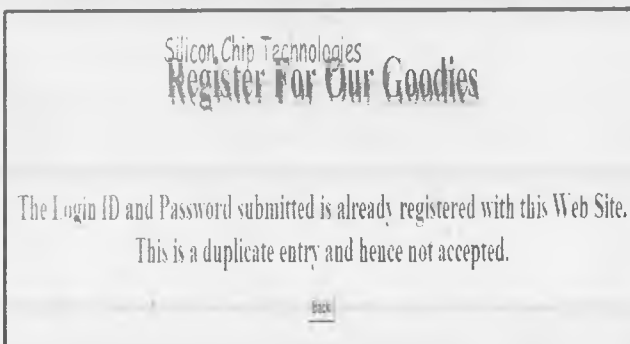 Silicon Chip Technologies
Register For Our Goodies
The Login ID and Password submitted is already registered with this Web Site.
This is a duplicate entry and hence not accepted.
Back